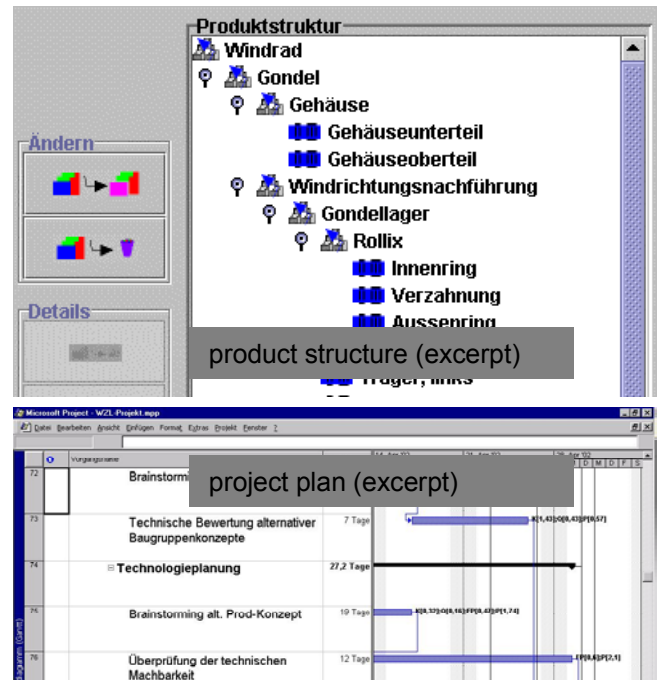 Produktstruktur
Windrad
Gondel
Gehäuse
Ändern
Gehäuseunterteil
Gehäuseoberteil
Windrichtungsnachführung
Gondellager
Rollix
Innenring
Verzahnung
Details
Aussenring
product structure (excerpt)
Träger, links
Microsoft Project - WZL-Projekt.mpp
Datei Bearbeiten Ansicht Einfügen Format Extras Projekt Fenster ?
Vorgangsname
D M D F S
72 Brainstormi
project plan (excerpt)
73 Technische Bewertung alternativer 7 Tage
Baugruppenkonzepte
74 Technologieplanung 27,2 Tage
Brainstorming alt. Prod-Konzept 19 Tage
76 Überprüfung der technischen 12 Tage
Machbarkeit